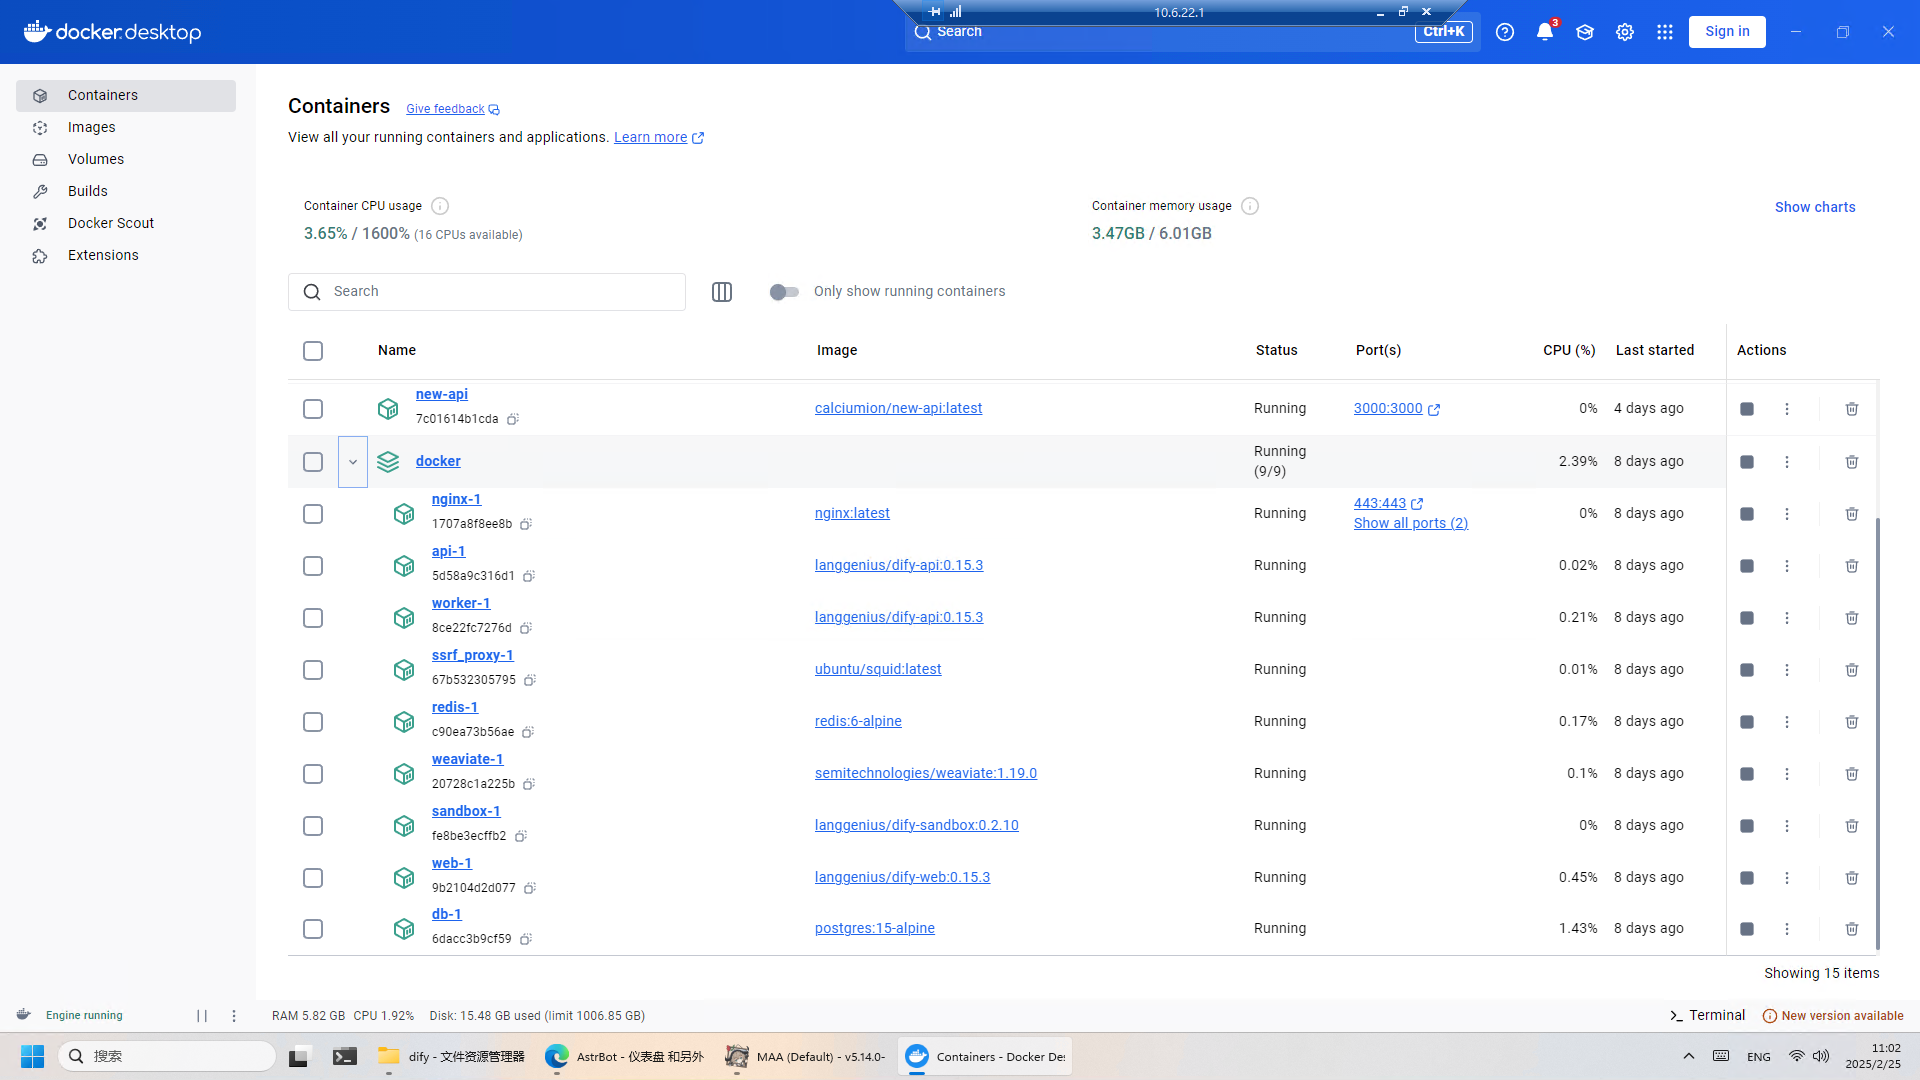 10.6.22.1
docker.desktop
Search
Ctrl+K
3
Sign in
Containers
Images
Volumes
Builds
Docker Scout
Extensions
Containers
Give feedback
View all your running containers and applications. Learn more
Container CPU usage
3.65% / 1600% (16 CPUs available)
Container memory usage
3.47GB / 6.01GB
Show charts
Search
Only show running containers
Name Image Status Port(s) CPU (%) Last started Actions
new-api
7c01614b1cda
calciumion/new-api:latest Running 3000:3000 0% 4 days ago
docker Running (9/9) 2.39% 8 days ago
nginx-1
1707a8f8ee8b
nginx:latest Running 443:443
Show all ports (2)
0% 8 days ago
api-1
5d58a9c316d1
langgenius/dify-api:0.15.3 Running 0.02% 8 days ago
worker-1
8ce22fc7276d
langgenius/dify-api:0.15.3 Running 0.21% 8 days ago
ssrf_proxy-1
67b532305795
ubuntu/squid:latest Running 0.01% 8 days ago
redis-1
c90ea73b56ae
redis:6-alpine Running 0.17% 8 days ago
weaviate-1
20728c1a225b
semitechnologies/weaviate:1.19.0 Running 0.1% 8 days ago
sandbox-1
fe8be3ecffb2
langgenius/dify-sandbox:0.2.10 Running 0% 8 days ago
web-1
9b2104d2d077
langgenius/dify-web:0.15.3 Running 0.45% 8 days ago
db-1
6dacc3b9cf59
postgres:15-alpine Running 1.43% 8 days ago
Showing 15 items
Engine running
RAM 5.82 GB CPU 1.92% Disk: 15.48 GB used (limit 1006.85 GB)
Terminal
New version available
搜索
dify - 文件资源管理器
AstrBot - 仪表盘 和另外
MAA (Default) - v5.14.0-
Containers - Docker Des
ENG
11:02
2025/2/25